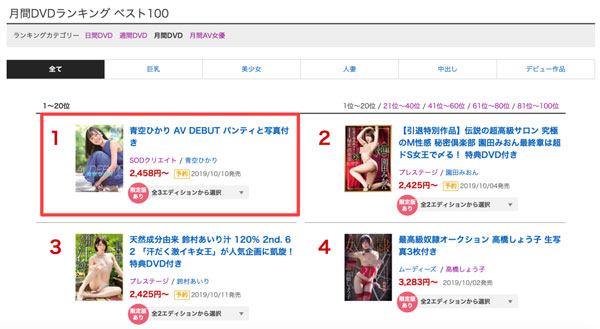 月間DVDランキング ベスト100
ランキングカテゴリー 日間DVD 週間DVD 月間DVD 月間AV女優
全て 巨乳 美少女 人妻 中出し デビュー作品
1〜20位 1位〜20位 / 21位〜40位 / 41位〜60位 / 61位〜80位 / 81位〜100位
1
青空ひかり AV DEBUT パンティと写真付
き
SODクリエイト / 青空ひかり
2,458円〜 予約 2019/10/10発売
限定版
あり
全3エディションから選択
2
【引退特別作品】伝説の超高級サロン 究極
のM性感 秘密倶楽部 園田みおん最終章は超
ドS女王で〆る！ 特典DVD付き
プレステージ / 園田みおん
2,425円〜 予約 2019/10/04発売
限定版
あり
全2エディションから選択
3
天然成分由来 鈴村あいり汁 120% 2nd. 6
2 「汗だく激イキ女王」が人気企画に凱旋！
特典DVD付き
プレステージ / 鈴村あいり
2,425円〜 予約 2019/10/11発売
限定版
あり
全2エディションから選択
4
最高級奴隷オークション 高橋しょう子 生写
真3枚付き
ムーディーズ / 高橋しょう子
3,283円〜 2019/10/02発売
限定版
あり
全2エディションから選択